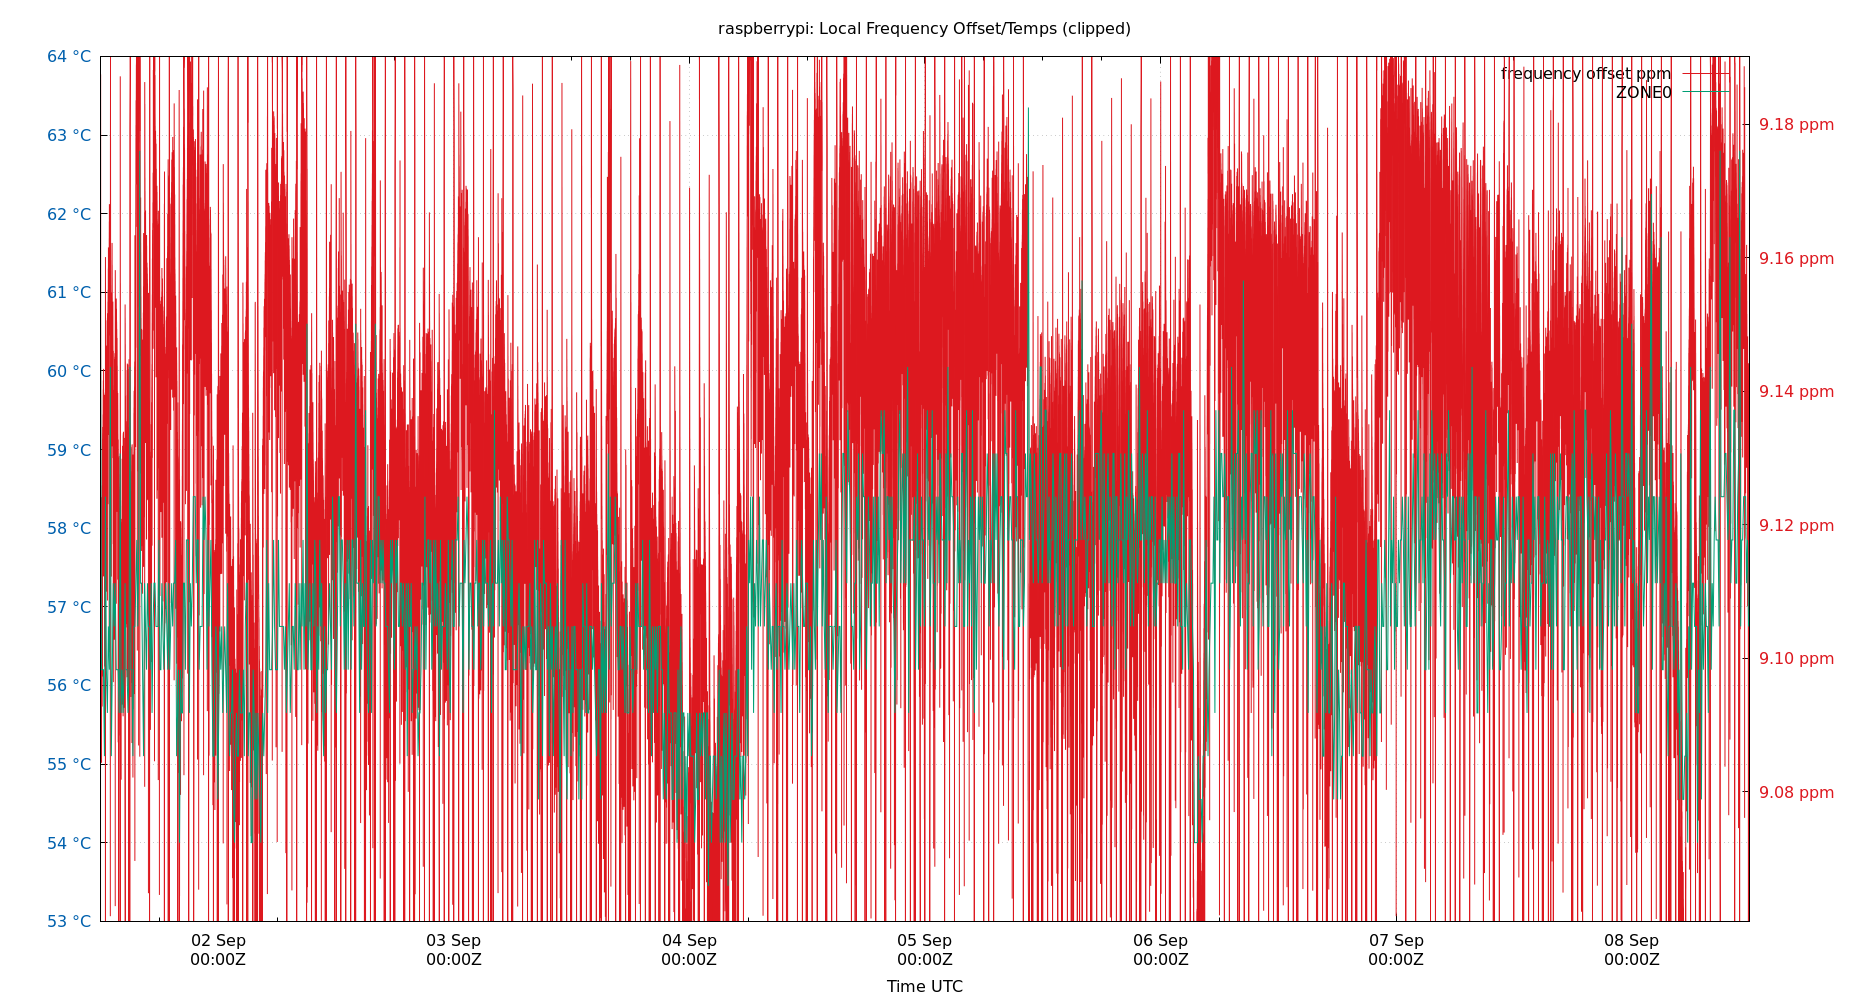 raspberrypi: Local Frequency Offset/Temps (clipped)
64 °C
63 °C
62 °C
61 °C
60 °C
59 °C
58 °C
57 °C
56 °C
55 °C
54 °C
53 °C
frequency offset ppm
ZONE0
9.18 ppm
9.16 ppm
9.14 ppm
9.12 ppm
9.10 ppm
9.08 ppm
02 Sep
00:00Z
03 Sep
00:00Z
04 Sep
00:00Z
05 Sep
00:00Z
06 Sep
00:00Z
07 Sep
00:00Z
08 Sep
00:00Z
Time UTC